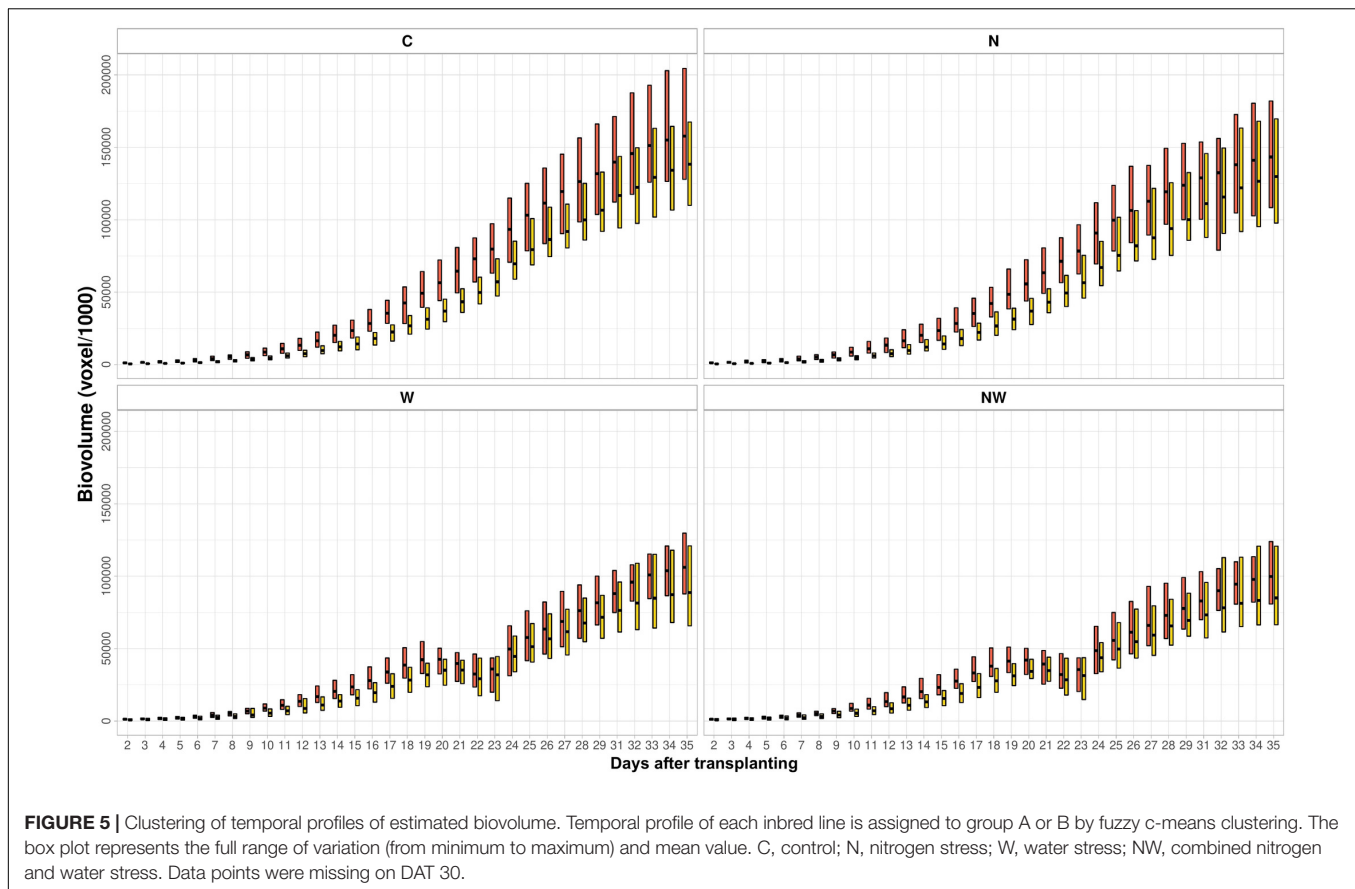 C
N
Biovolume (voxel/1000)
200000
150000
100000
50000
0
W
NW
200000
150000
100000
50000
0
2 3 4 5 6 7 8 9 10 11 12 13 14 15 16 17 18 19 20 21 22 23 24 25 26 27 28 29 31 32 33 34 35
2 3 4 5 6 7 8 9 10 11 12 13 14 15 16 17 18 19 20 21 22 23 24 25 26 27 28 29 31 32 33 34 35
Days after transplanting
FIGURE 5 | Clustering of temporal profiles of estimated biovolume. Temporal profile of each inbred line is assigned to group A or B by fuzzy c-means clustering. The
box plot represents the full range of variation (from minimum to maximum) and mean value. C, control; N, nitrogen stress; W, water stress; NW, combined nitrogen
and water stress. Data points were missing on DAT 30.